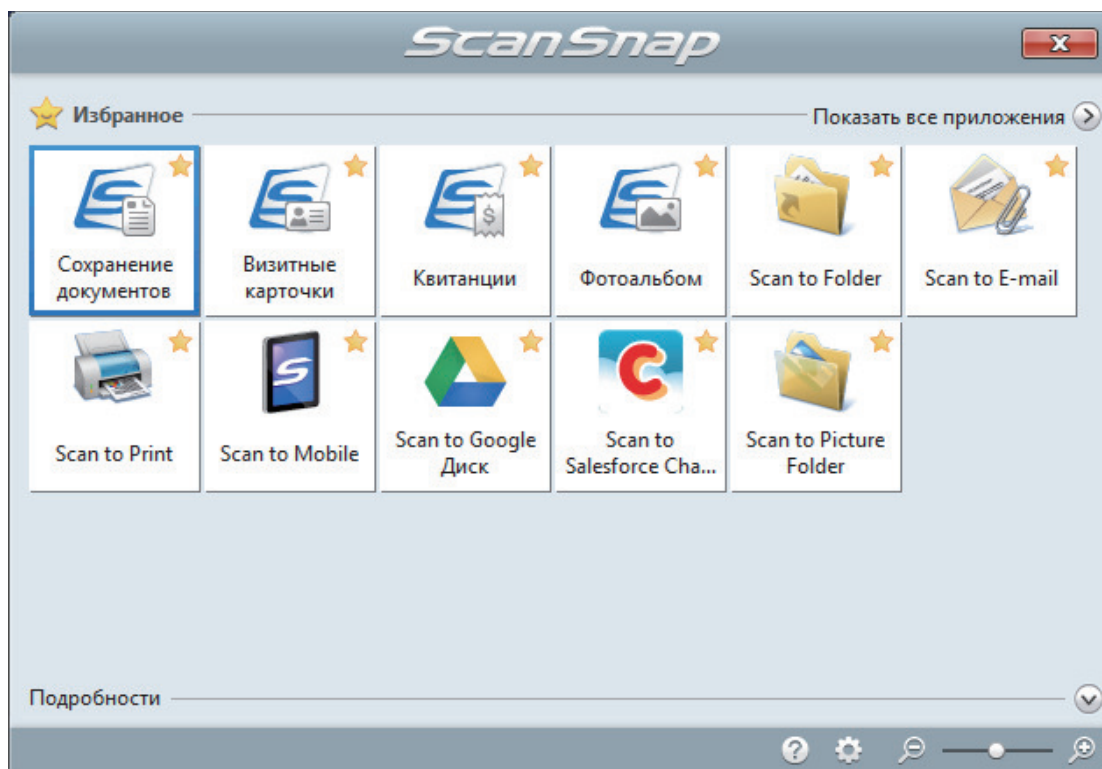 ScanSnap
x
Избранное
Показать все приложения
Сохранение
документов
Визитные
карточки
Квитанции
Фотоальбом
Scan to Folder
Scan to E-mail
Scan to Print
Scan to Mobile
Scan to Google
Диск
Scan to
Salesforce Cha...
Scan to Picture
Folder
Подробности